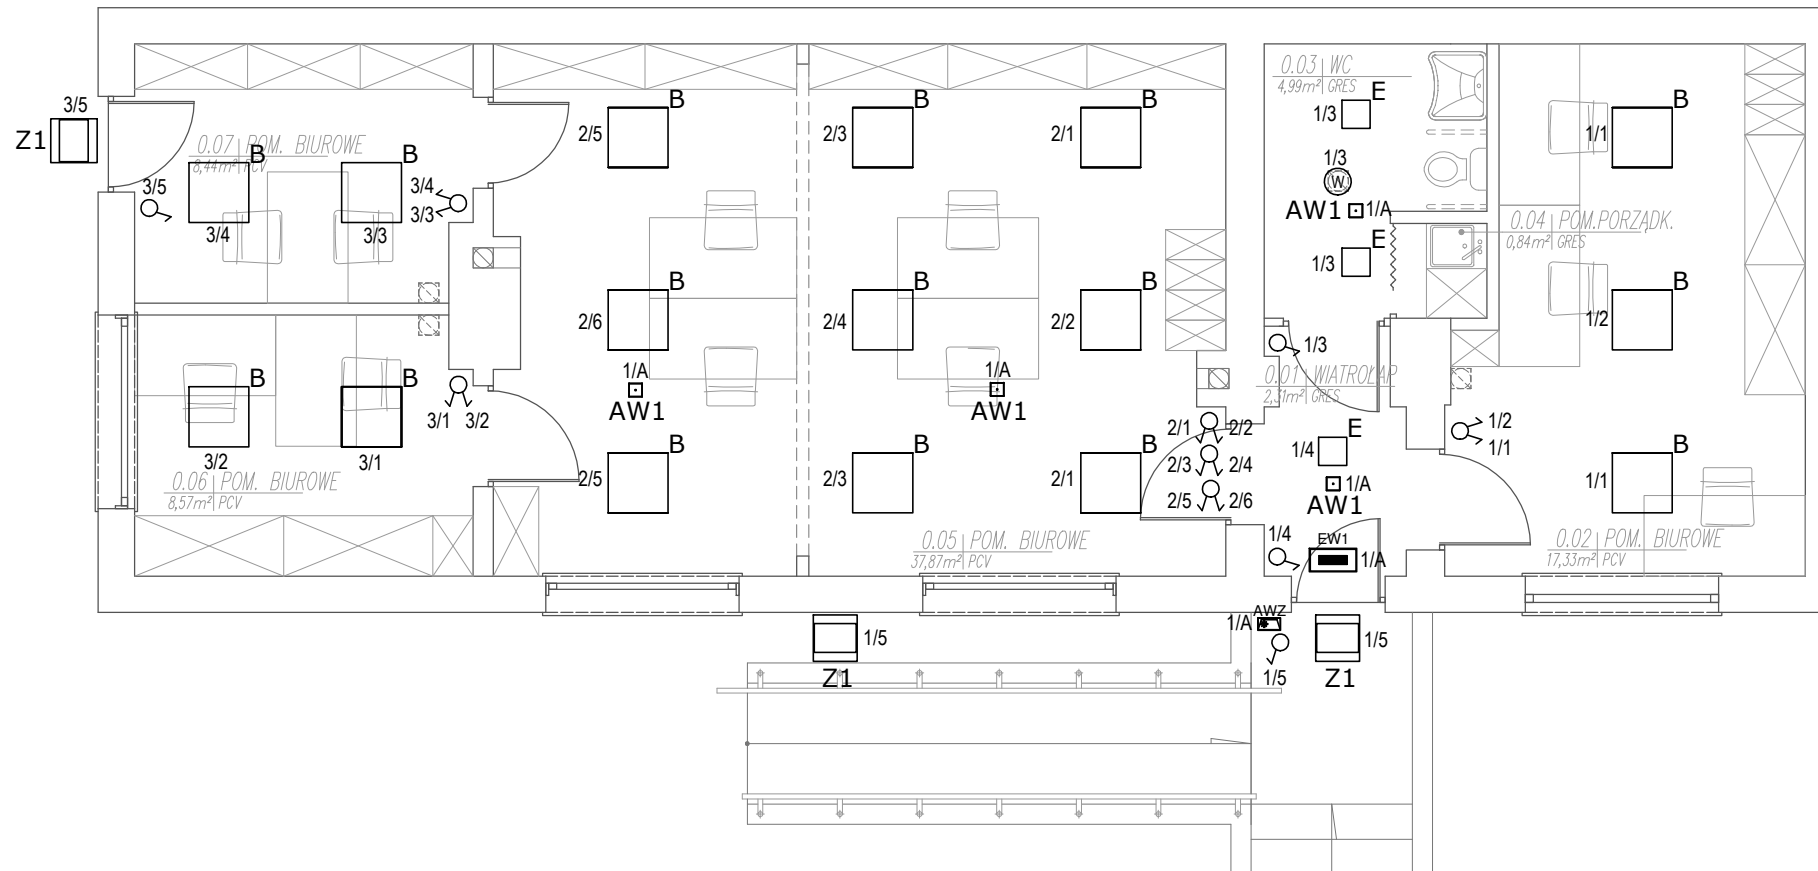 0.03 WC
4,99m² GRES
E
1/3
1/3
W
AW1
1/A
E
1/3
0.04 POM.PORZĄDK.
0,84m² GRES
B
1/1
B
1/2
B
1/1
1/2
1/1
0.02 POM. BIUROWE
17,33m² PCV
1/3
0.01 WIATROŁAP
2,31m² GRES
E
1/4
1/A
AW1
1/4
EW1
1/A
AWZ
1/A
1/5
1/5
Z1
1/5
Z1
3/5
Z1
3/5
0.07 POM. BIUROWE
8,44m² PCV
B
3/4
B
3/3
3/4
3/3
B
3/2
B
3/1
3/1
3/2
0.06 POM. BIUROWE
8,57m² PCV
B
2/5
B
2/3
B
2/1
B
2/6
B
2/4
B
2/2
1/A
AW1
1/A
AW1
B
2/5
B
2/3
B
2/1
2/1
2/2
2/3
2/4
2/5
2/6
0.05 POM. BIUROWE
37,87m² PCV